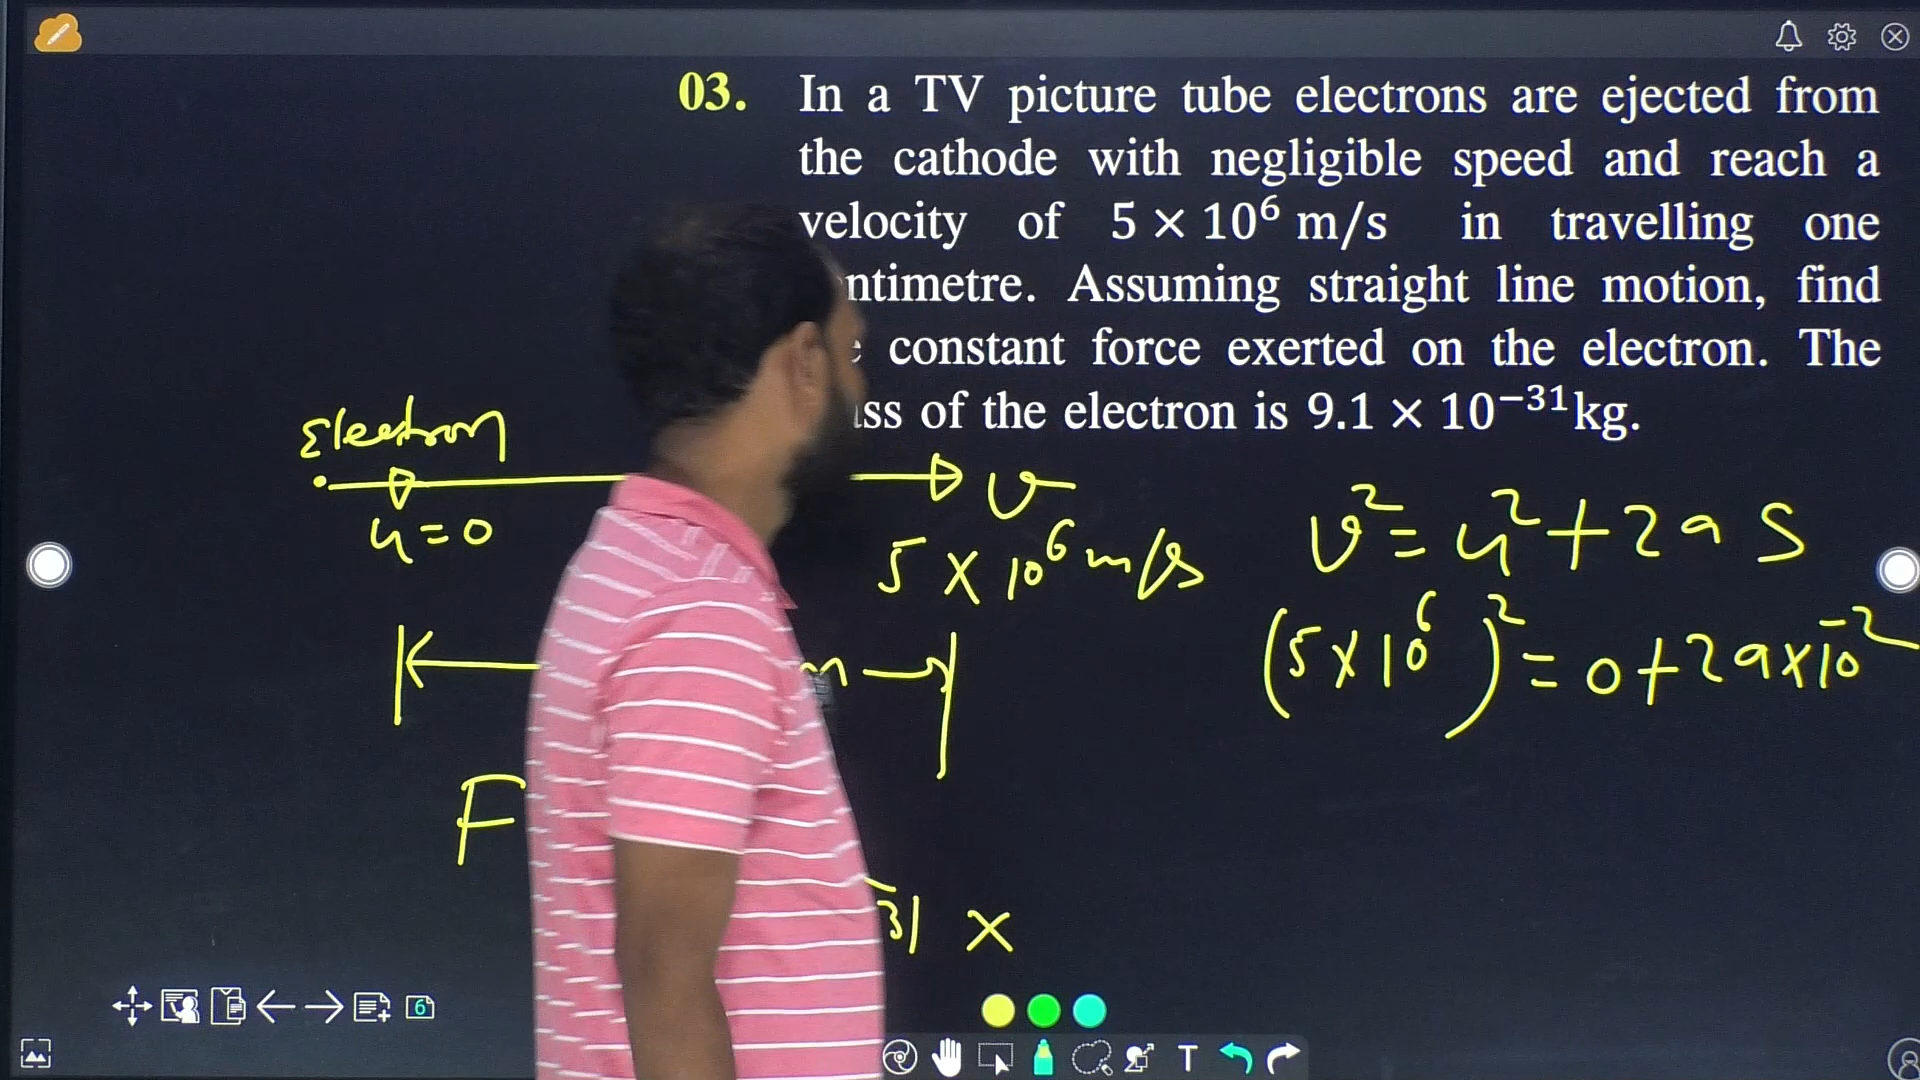 03. In a TV picture tube electrons are ejected from
the cathode with negligible speed and reach a
velocity of 5 × 10⁶ m/s in travelling one
ntimetre. Assuming straight line motion, find
constant force exerted on the electron. The
ss of the electron is 9.1 × 10⁻³¹kg.
Electron
u = 0
v
5 × 10⁶ m/s
v² = u² + 2as
(5 × 10⁶)² = 0 + 2a × 10⁻²
F
31 ×
6
T